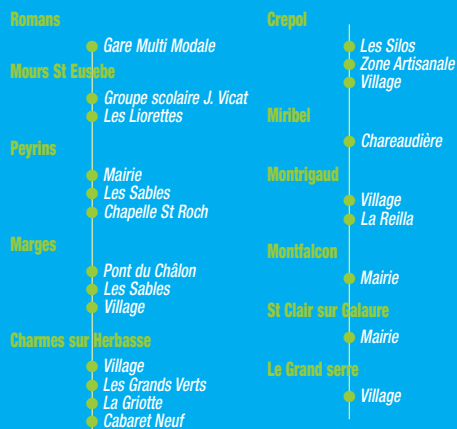 Romans
Gare Multi Modale
Mours St Eusebe
Groupe scolaire J. Vicat
Les Liorettes
Peyrins
Mairie
Les Sables
Chapelle St Roch
Marges
Pont du Châlon
Les Sables
Village
Charmes sur Herbasse
Village
Les Grands Verts
La Griotte
Cabaret Neuf
Crepol
Les Silos
Zone Artisanale
Village
Miribel
Chareaudière
Montrigaud
Village
La Reilla
Montfalcon
Mairie
St Clair sur Galaure
Mairie
Le Grand serre
Village